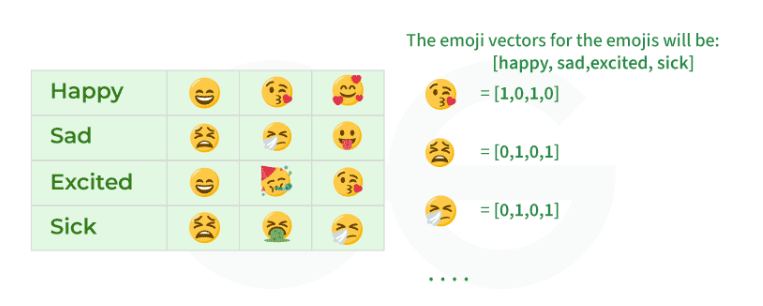 The emoji vectors for the emojis will be:
[happy, sad,excited, sick]
Happy
Sad
Excited
Sick
= [1,0,1,0]
= [0,1,0,1]
= [0,1,0,1]
. . . .